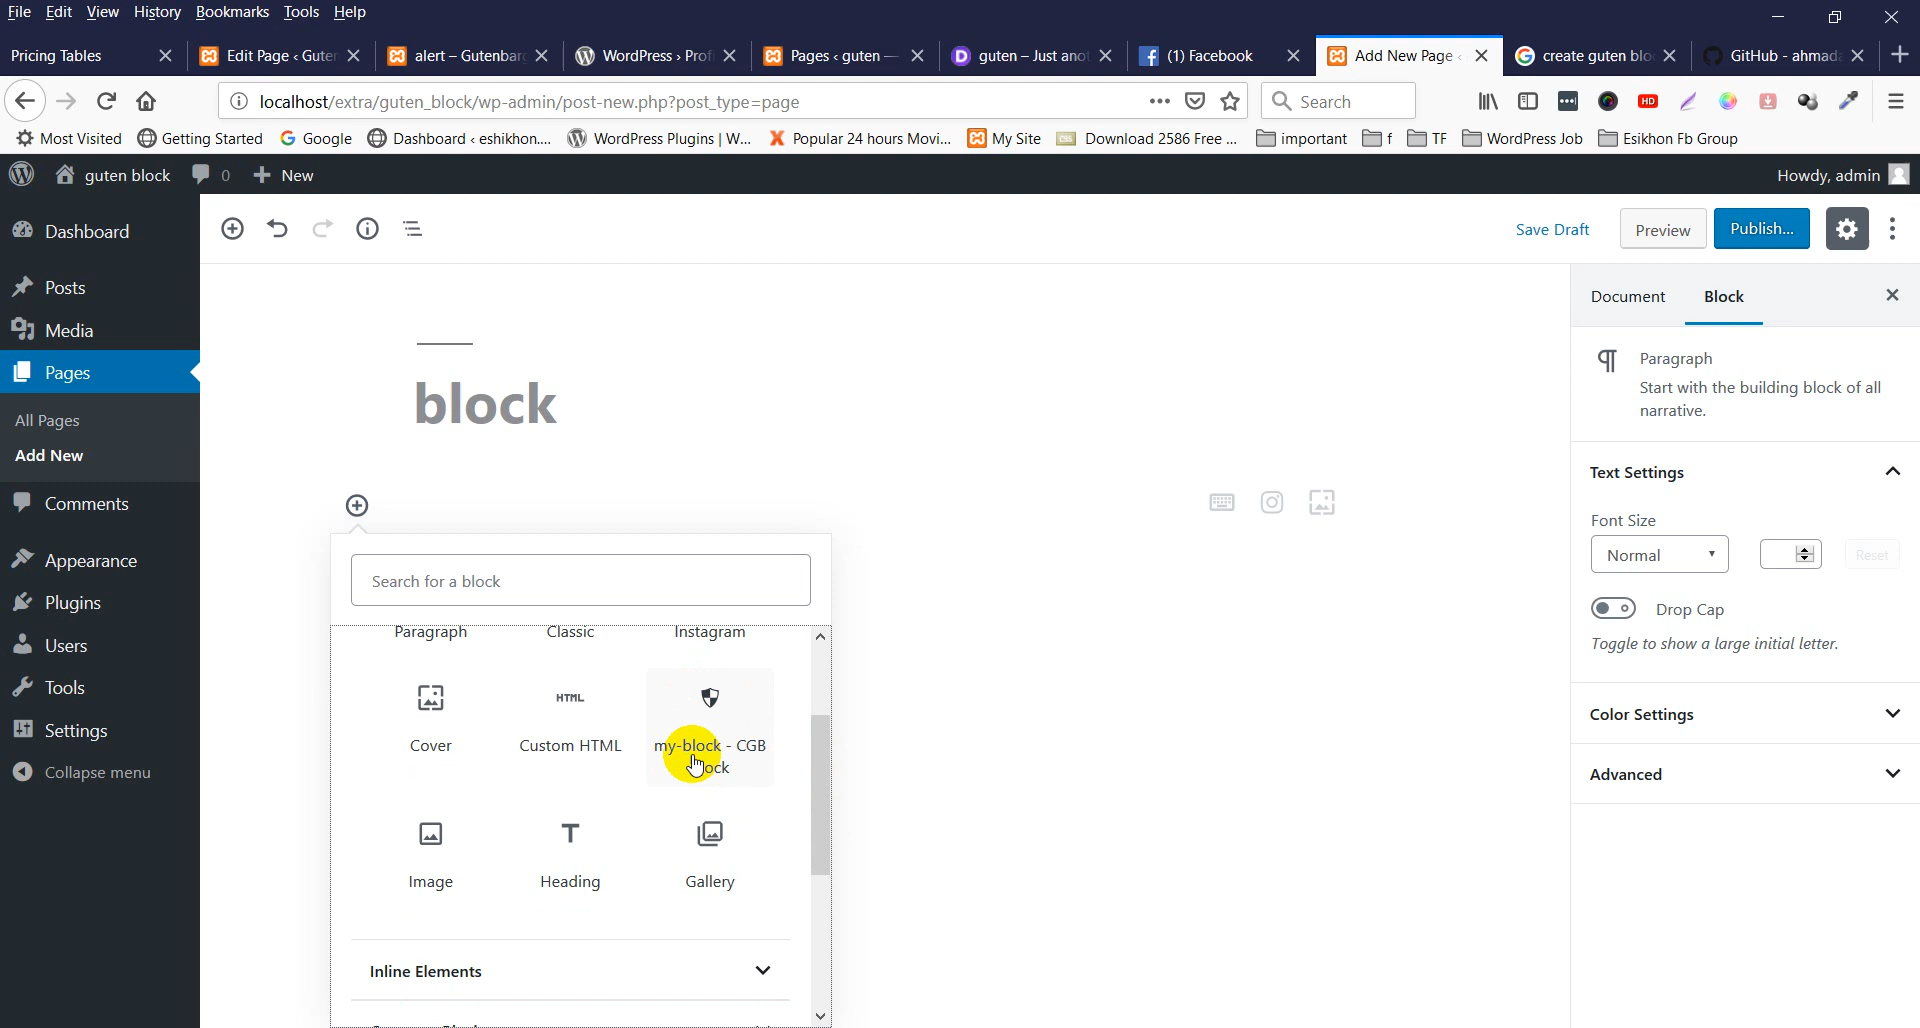 File Edit View History Bookmarks Tools Help
Pricing Tables
Edit Page ‹ Guten
alert – Gutenbar
WordPress › Prof
Pages ‹ guten —
guten – Just anot
(1) Facebook
Add New Page ‹
create guten blo
GitHub - ahmad
localhost/extra/guten_block/wp-admin/post-new.php?post_type=page
Search
HD
Most Visited
Getting Started
Google
Dashboard ‹ eshikhon....
WordPress Plugins | W...
Popular 24 hours Movi...
My Site
CSS
Download 2586 Free ...
important
f
TF
WordPress Job
Esikhon Fb Group
guten block
0
New
Howdy, admin
Dashboard
Posts
Media
Pages
All Pages
Add New
Comments
Appearance
Plugins
Users
Tools
Settings
Collapse menu
Save Draft
Preview
Publish...
block
Search for a block
Paragraph
Classic
Instagram
Cover
HTML
Custom HTML
my-block - CGB
ock
Image
Heading
Gallery
Inline Elements
Document
Block
Paragraph
Start with the building block of all
narrative.
Text Settings
Font Size
Normal
Reset
Drop Cap
Toggle to show a large initial letter.
Color Settings
Advanced